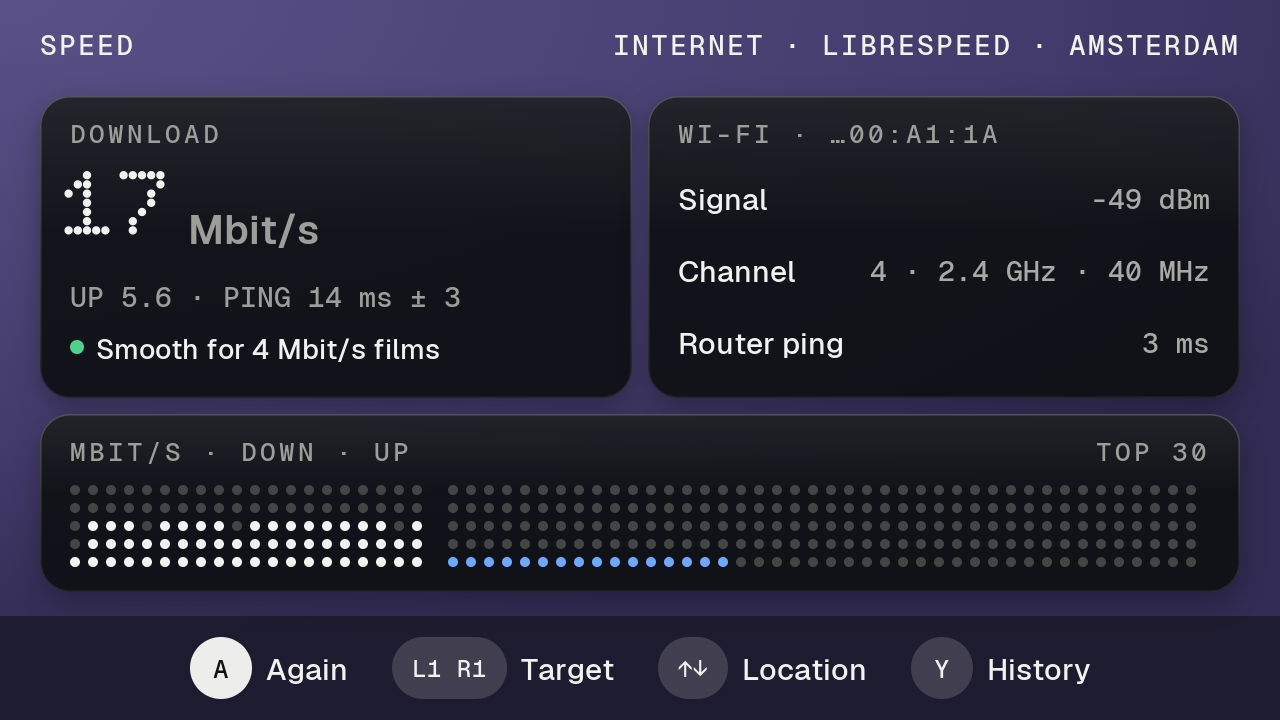 SPEED
INTERNET · LIBRESPEED · AMSTERDAM
DOWNLOAD
17 Mbit/s
UP 5.6 · PING 14 ms ± 3
Smooth for 4 Mbit/s films
WI-FI · …00:A1:1A
Signal -49 dBm
Channel 4 · 2.4 GHz · 40 MHz
Router ping 3 ms
MBIT/S · DOWN · UP
TOP 30
A Again
L1 R1 Target
↑↓ Location
Y History